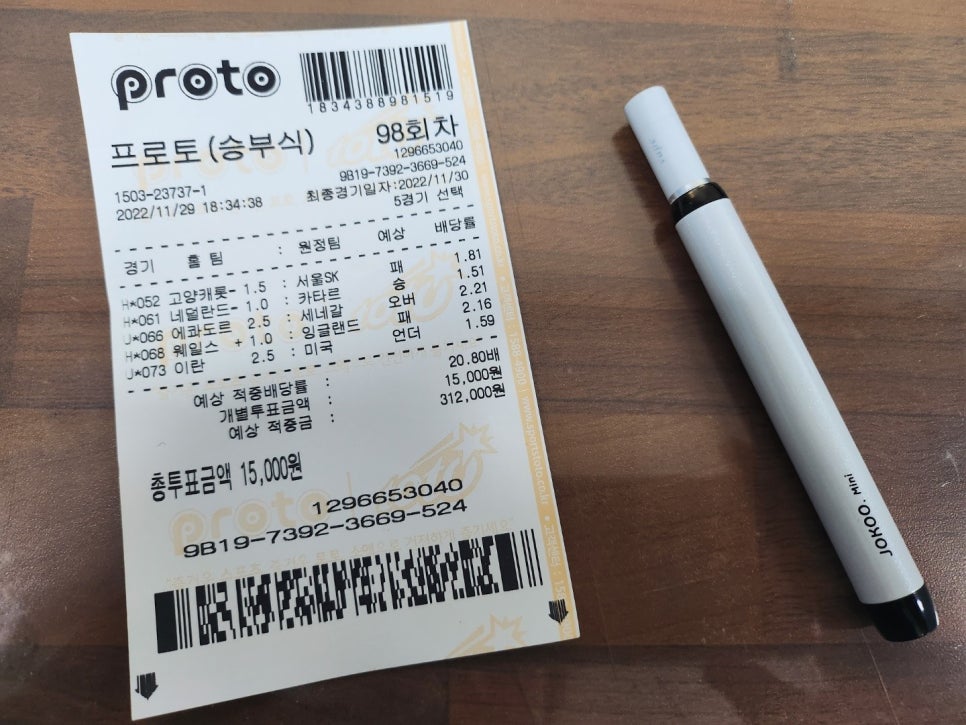 proto
1834388981519
프로토(승부식) 98회차
1296653040
9B19-7392-3669-524
1503-23737-1 최종경기일자:2022/11/30
2022/11/29 18:34:38 5경기 선택
경기 홈 팀 : 원정팀 예상 배당률
H*052 고양캐롯- 1.5 : 서울SK 패 1.81
H*061 네덜란드- 1.0 : 카타르 승 1.51
U*066 에콰도르 2.5 : 세네갈 오버 2.21
H*068 웨일스 + 1.0 : 잉글랜드 패 2.16
U*073 이란 2.5 : 미국 언더 1.59
예상 적중배당률 : 20.80배
개별투표금액 : 15,000원
예상 적중금 : 312,000원
총투표금액 15,000원
1296653040
9B19-7392-3669-524
proto
www.sportstoto.co.kr
JOKOO. Mini